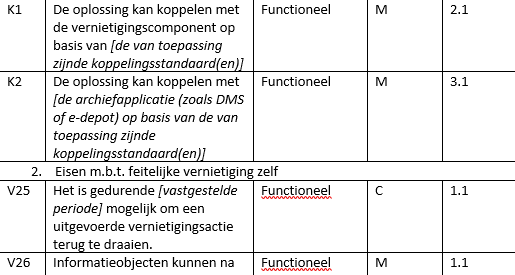 K1 De oplossing kan koppelen met Functioneel M 2.1
de vernietigingscomponent op
basis van [de van toepassing
zijnde koppelingsstandaard(en)]
K2 De oplossing kan koppelen met Functioneel M 3.1
[de archiefapplicatie (zoals DMS
of e-depot) op basis van de van
toepassing zijnde
koppelingsstandaard(en)]
2. Eisen m.b.t. feitelijke vernietiging zelf
V25 Het is gedurende [vastgestelde Functioneel C 1.1
periode] mogelijk om een
uitgevoerde vernietigingsactie
terug te draaien.
V26 Informatieobjecten kunnen na Functioneel M 1.1